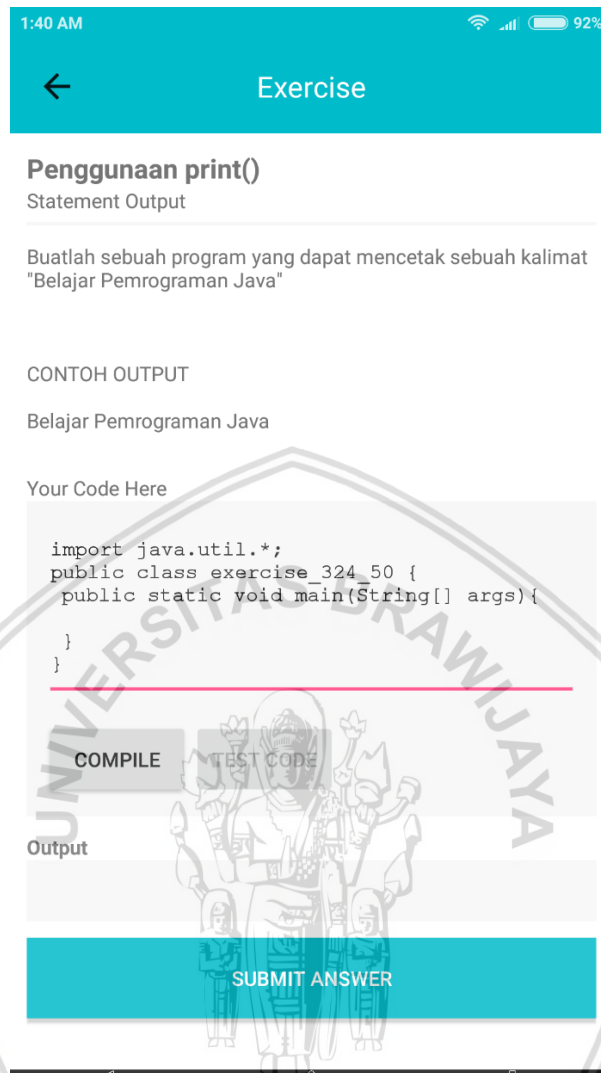 1:40 AM 92%
Exercise
Penggunaan print()
Statement Output
Buatlah sebuah program yang dapat mencetak sebuah kalimat
"Belajar Pemrograman Java"
CONTOH OUTPUT
Belajar Pemrograman Java
Your Code Here
import java.util.*;
public class exercise_324_50 {
public static void main(String[] args){
}
}
COMPILE TEST CODE
Output
SUBMIT ANSWER
UNIVERSITAS BRAWIJAYA